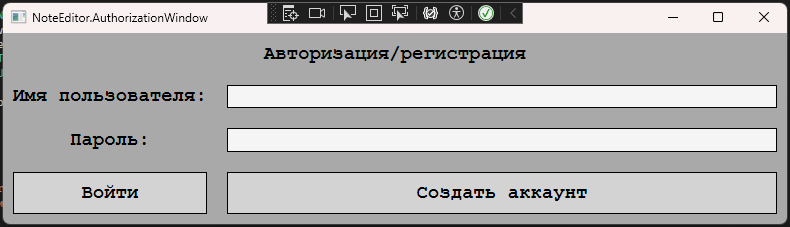 NoteEditor.AuthorizationWindow
Авторизация/регистрация
Имя пользователя:
Пароль:
Войти
Создать аккаунт